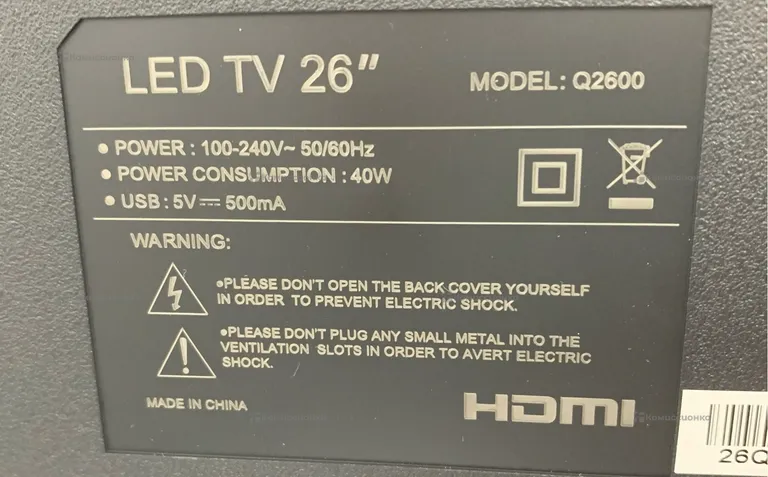 LED TV 26"
MODEL: Q2600
• POWER : 100-240V~ 50/60Hz
• POWER CONSUMPTION : 40W
• USB : 5V⎓ 500mA
WARNING:
•PLEASE DON'T OPEN THE BACK COVER YOURSELF
IN ORDER TO PREVENT ELECTRIC SHOCK.
•PLEASE DON'T PLUG ANY SMALL METAL INTO THE
VENTILATION SLOTS IN ORDER TO AVERT ELECTRIC
SHOCK.
MADE IN CHINA
HDMI
Комиссионка
26Q